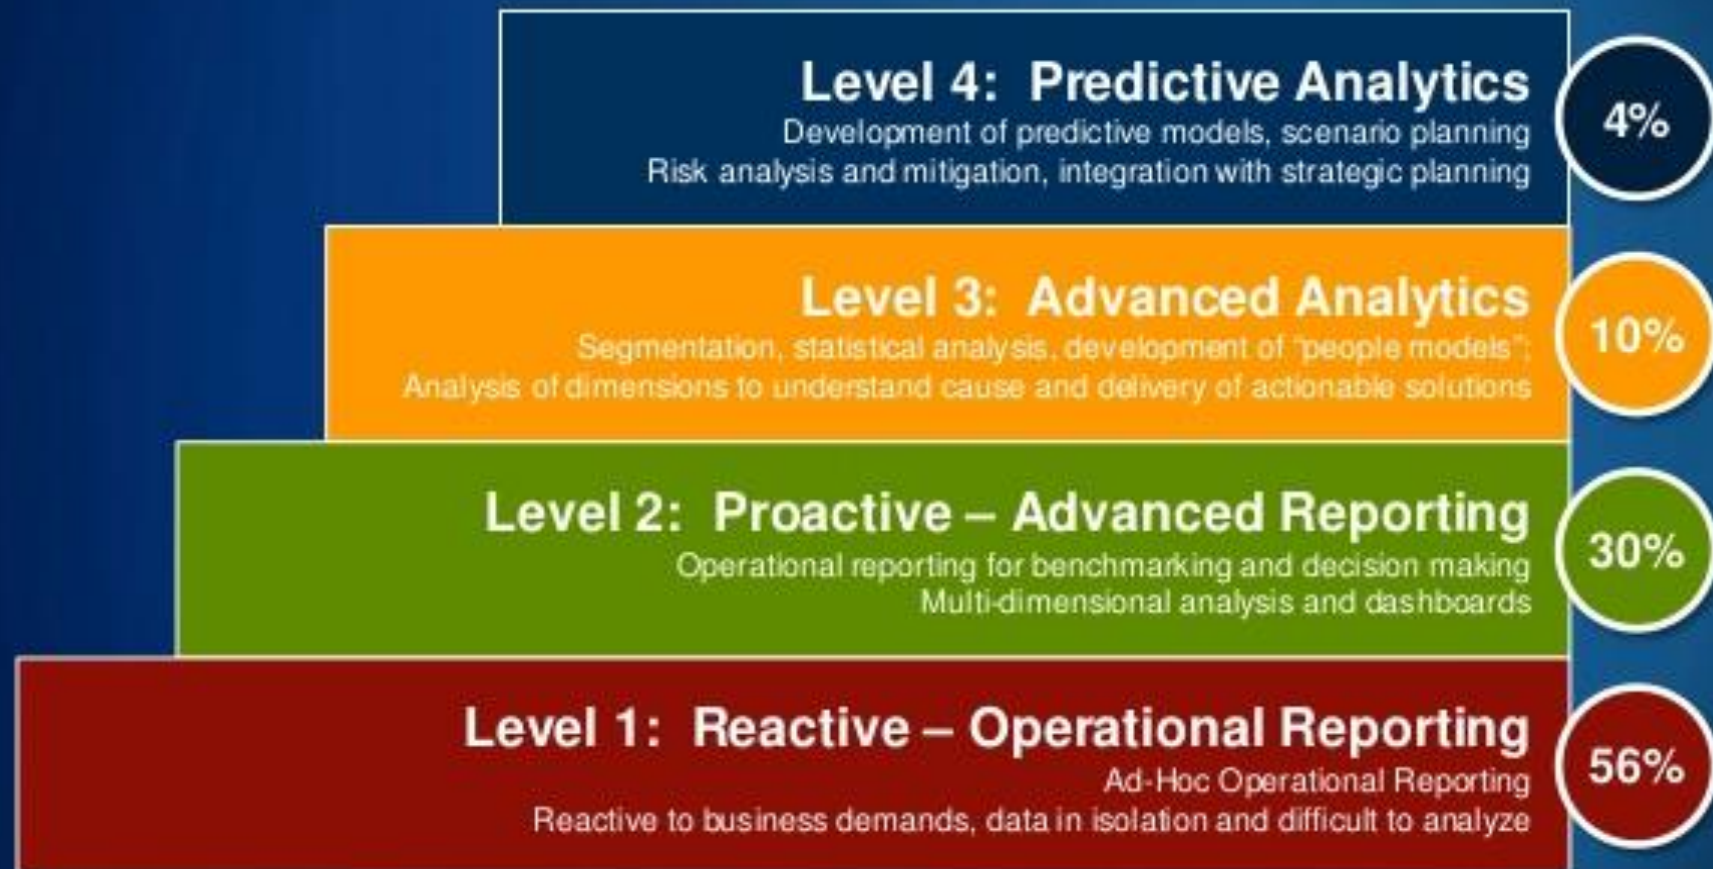 Level 4: Predictive Analytics
Development of predictive models, scenario planning
Risk analysis and mitigation, integration with strategic planning
4%
Level 3: Advanced Analytics
Segmentation, statistical analysis, development of "people models";
Analysis of dimensions to understand cause and delivery of actionable solutions
10%
Level 2: Proactive – Advanced Reporting
Operational reporting for benchmarking and decision making
Multi-dimensional analysis and dashboards
30%
Level 1: Reactive – Operational Reporting
Ad-Hoc Operational Reporting
Reactive to business demands, data in isolation and difficult to analyze
56%